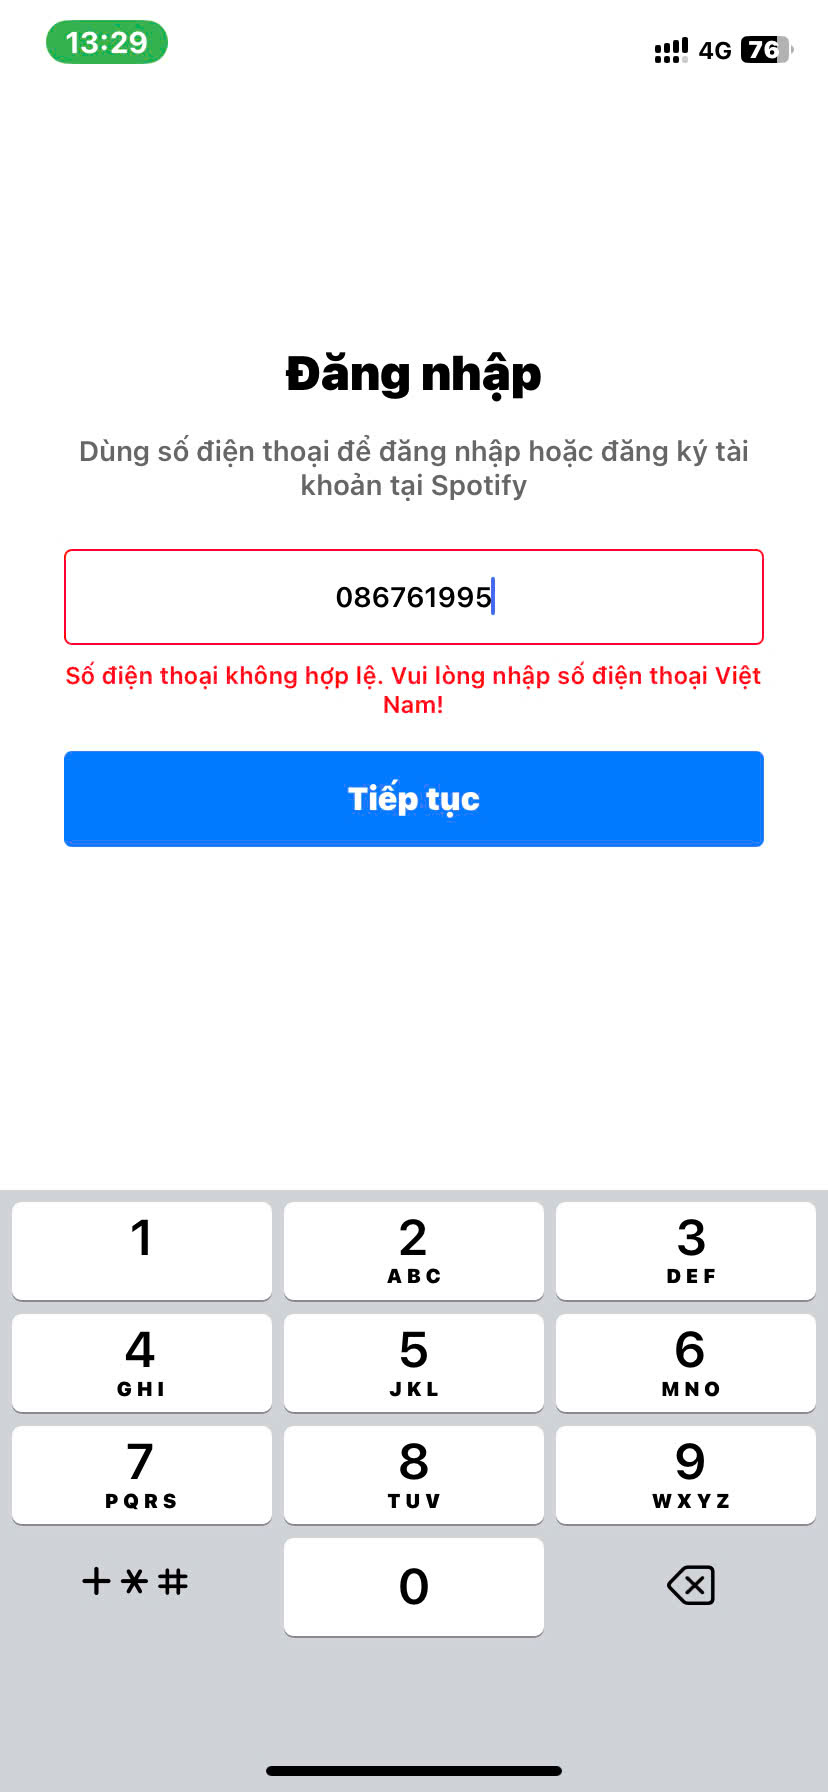 13:29
4G 76
Đăng nhập
Dùng số điện thoại để đăng nhập hoặc đăng ký tài
khoản tại Spotify
086761995
Số điện thoại không hợp lệ. Vui lòng nhập số điện thoại Việt
Nam!
Tiếp tục
1 2 3
ABC DEF
4 5 6
GHI JKL MNO
7 8 9
PQRS TUV WXYZ
+*# 0